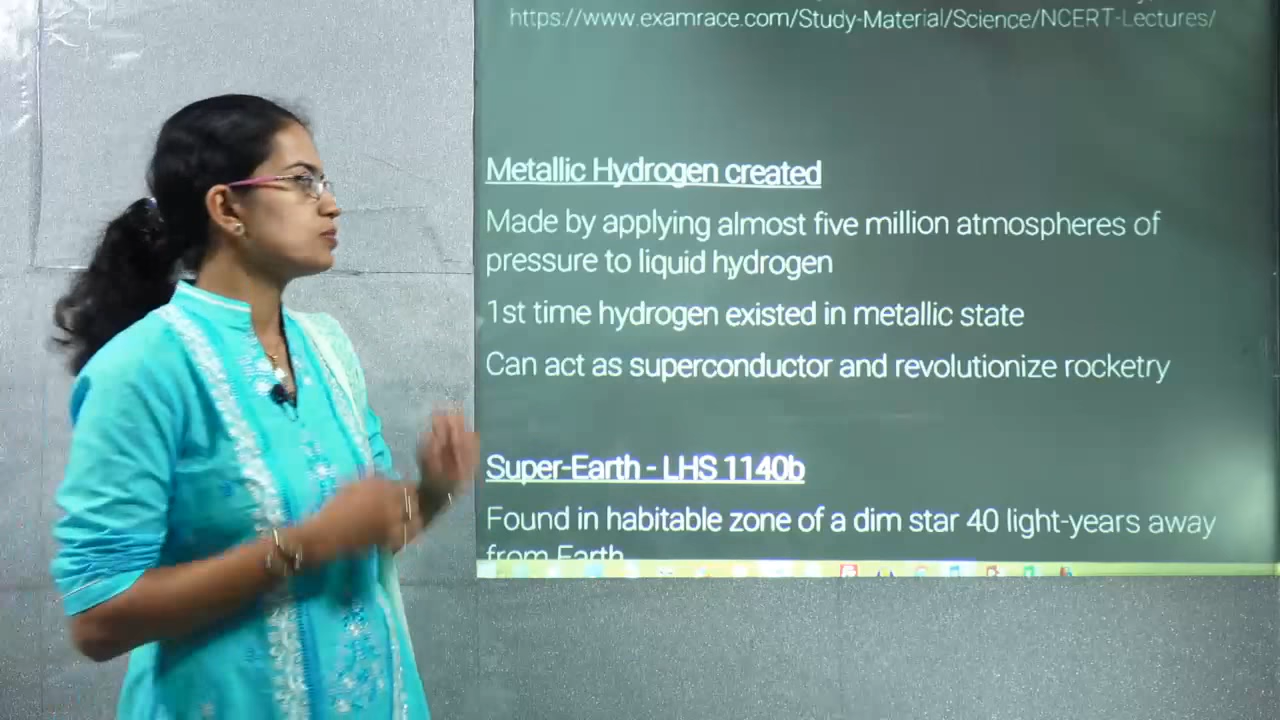 https://www.examrace.com/Study-Material/Science/NCERT-Lectures/
Metallic Hydrogen created
Made by applying almost five million atmospheres of
pressure to liquid hydrogen
1st time hydrogen existed in metallic state
Can act as superconductor and revolutionize rocketry
Super-Earth - LHS 1140b
Found in habitable zone of a dim star 40 light-years away
from Earth